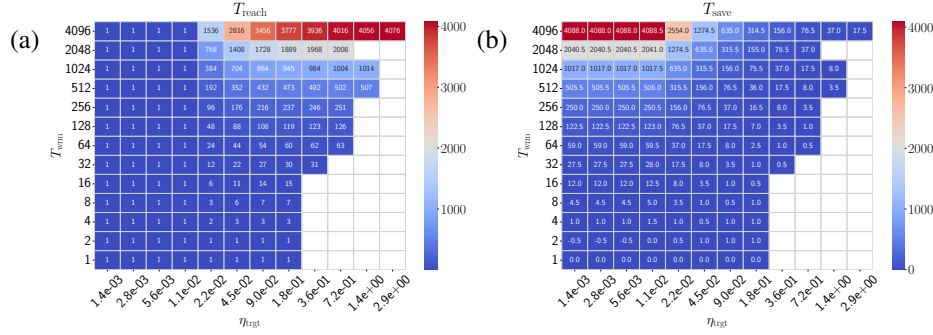 T_reach
(a)
4096 1 1 1 1 1536 2816 3456 3777 3936 4016 4056 4076
2048 1 1 1 1 768 1408 1728 1889 1968 2008
1024 1 1 1 1 384 704 864 945 984 1004 1014
512 1 1 1 1 192 352 432 473 492 502 507
256 1 1 1 1 96 176 216 237 246 251
128 1 1 1 1 48 88 108 119 123 126
64 1 1 1 1 24 44 54 60 62 63
32 1 1 1 1 12 22 27 30 31
16 1 1 1 1 6 11 14 15
8 1 1 1 1 3 6 7 7
4 1 1 1 1 2 3 3 3
2 1 1 1 1 1 1 1 1
1 1 1 1 1 1 1 1 1
T_wrm
1.4e-03 2.8e-03 5.6e-03 1.1e-02 2.2e-02 4.5e-02 9.0e-02 1.8e-01 3.6e-01 7.2e-01 1.4e+00 2.9e+00
η_trgt
4000
3000
2000
1000
T_save
(b)
4096 4088.0 4088.0 4088.5 4088.5 2554.0 1274.5 635.0 314.5 156.0 76.5 37.0 17.5
2048 2040.5 2040.5 2040.5 2041.0 1274.5 635.0 315.5 155.0 76.5 37.0
1024 1017.0 1017.0 1017.0 1017.5 635.0 315.5 156.0 75.5 37.5 17.5 8.0
512 505.5 505.5 505.5 506.0 315.5 156.0 76.5 36.0 17.5 8.0 3.5
256 250.0 250.0 250.0 250.5 156.0 76.5 37.5 16.5 8.0 3.5
128 122.5 122.5 122.5 123.0 76.5 37.0 17.5 7.5 3.5 1.0
64 59.0 59.0 59.0 59.5 37.0 17.5 8.0 2.5 1.0 0.5
32 27.5 27.5 27.5 28.0 17.5 8.0 3.5 1.0 0.5
16 12.0 12.0 12.0 12.5 8.0 3.5 1.0 0.5
8 4.5 4.5 4.5 5.0 3.5 0.5 1.0 1.0
4 1.0 1.0 1.0 1.0 0.5 0.5 1.0 1.0
2 -0.5 -0.5 -0.5 0.5 0.5 0.5 1.0 1.0
1 0.0 0.0 0.0 0.0 0.0 0.0 0.0 0.0
T_wrm
1.4e-03 2.8e-03 5.6e-03 1.1e-02 2.2e-02 4.5e-02 9.0e-02 1.8e-01 3.6e-01 7.2e-01 1.4e+00 2.9e+00
η_trgt
4000
3000
2000
1000
0